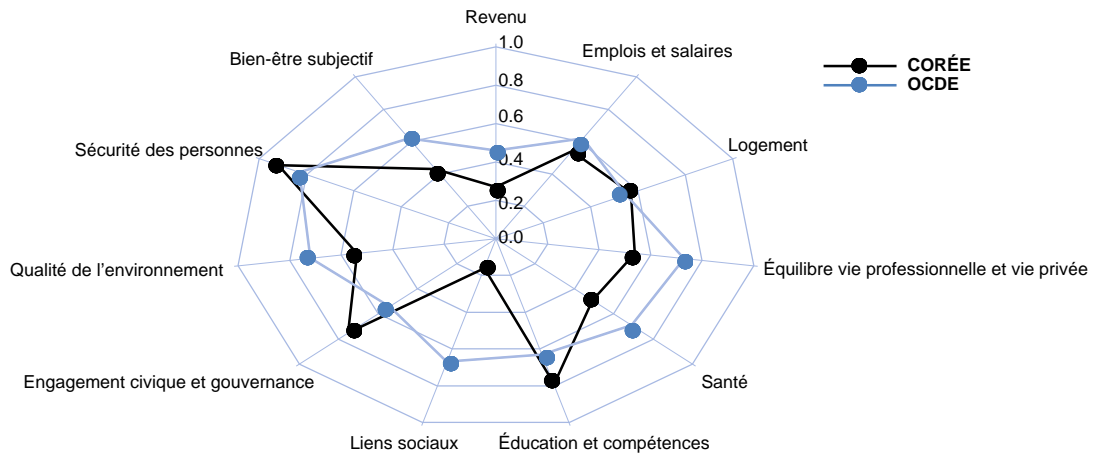 Revenu
1.0
Emplois et salaires
Bien-être subjectif
CORÉE
OCDE
0.8
0.6
Logement
Sécurité des personnes
0.4
0.2
0.0
Qualité de l’environnement
Équilibre vie professionnelle et vie privée
Engagement civique et gouvernance
Santé
Liens sociaux
Éducation et compétences